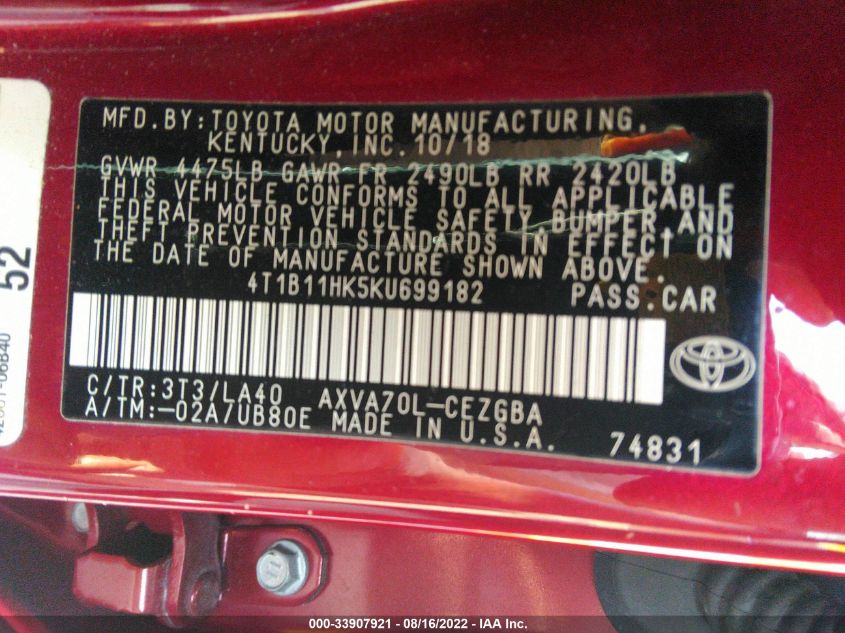 MFD.BY:TOYOTA MOTOR MANUFACTURING,
KENTUCKY,INC.10/18
GVWR 4475LB GAWR FR 2490LB RR 2420LB
THIS VEHICLE CONFORMS TO ALL APPLICABLE
FEDERAL MOTOR VEHICLE SAFETY,BUMPER,AND
THEFT PREVENTION STANDARDS IN EFFECT ON
THE DATE OF MANUFACTURE SHOWN ABOVE.
4T1B11HK5KU699182 PASS.CAR
C/TR:3T3/LA40 AXVA70L-CEZGBA
A/TM:-02A/UB80E MADE IN U.S.A. 74831
52
000-33907921 - 08/16/2022 - IAA Inc.